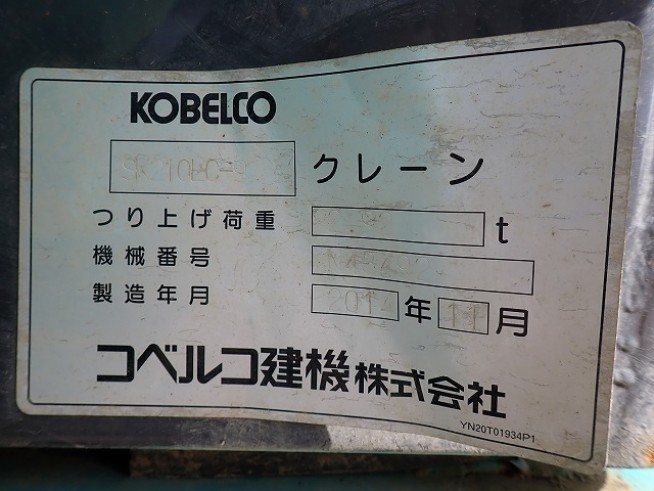 KOBELCO
クレーン
つり上げ荷重 t
機械番号
製造年月 年 11 月
コベルコ建機株式会社
YN20T01934P1